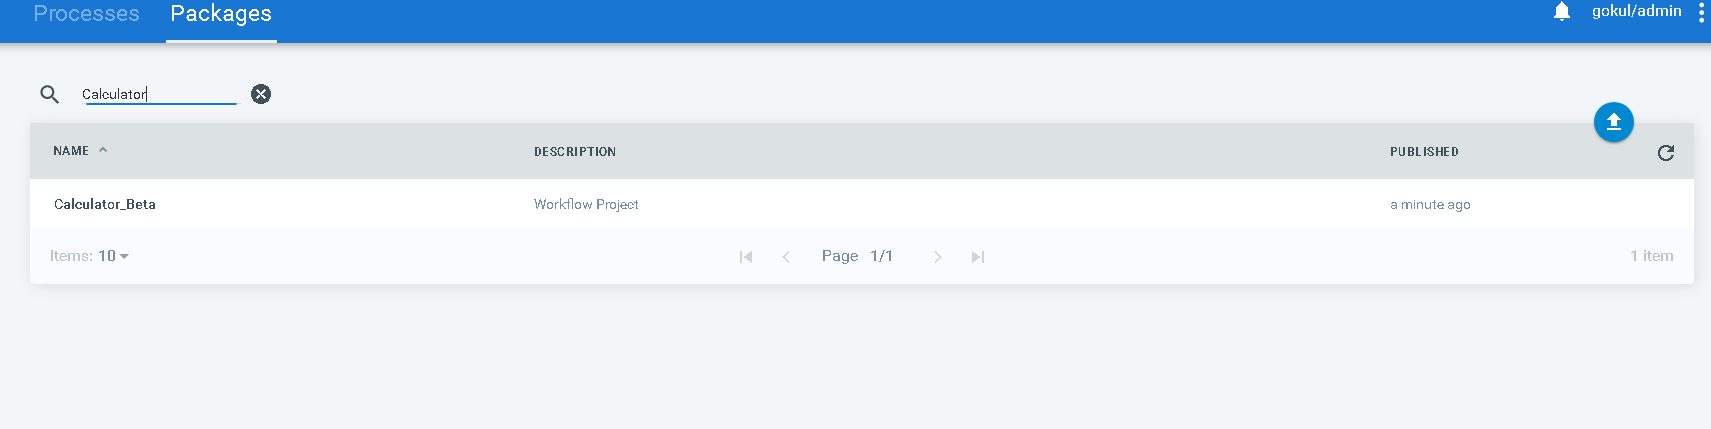 Processes Packages gokul/admin
Calculator
NAME DESCRIPTION PUBLISHED
Calculator_Beta Workflow Project a minute ago
Items: 10 Page 1/1 1 item